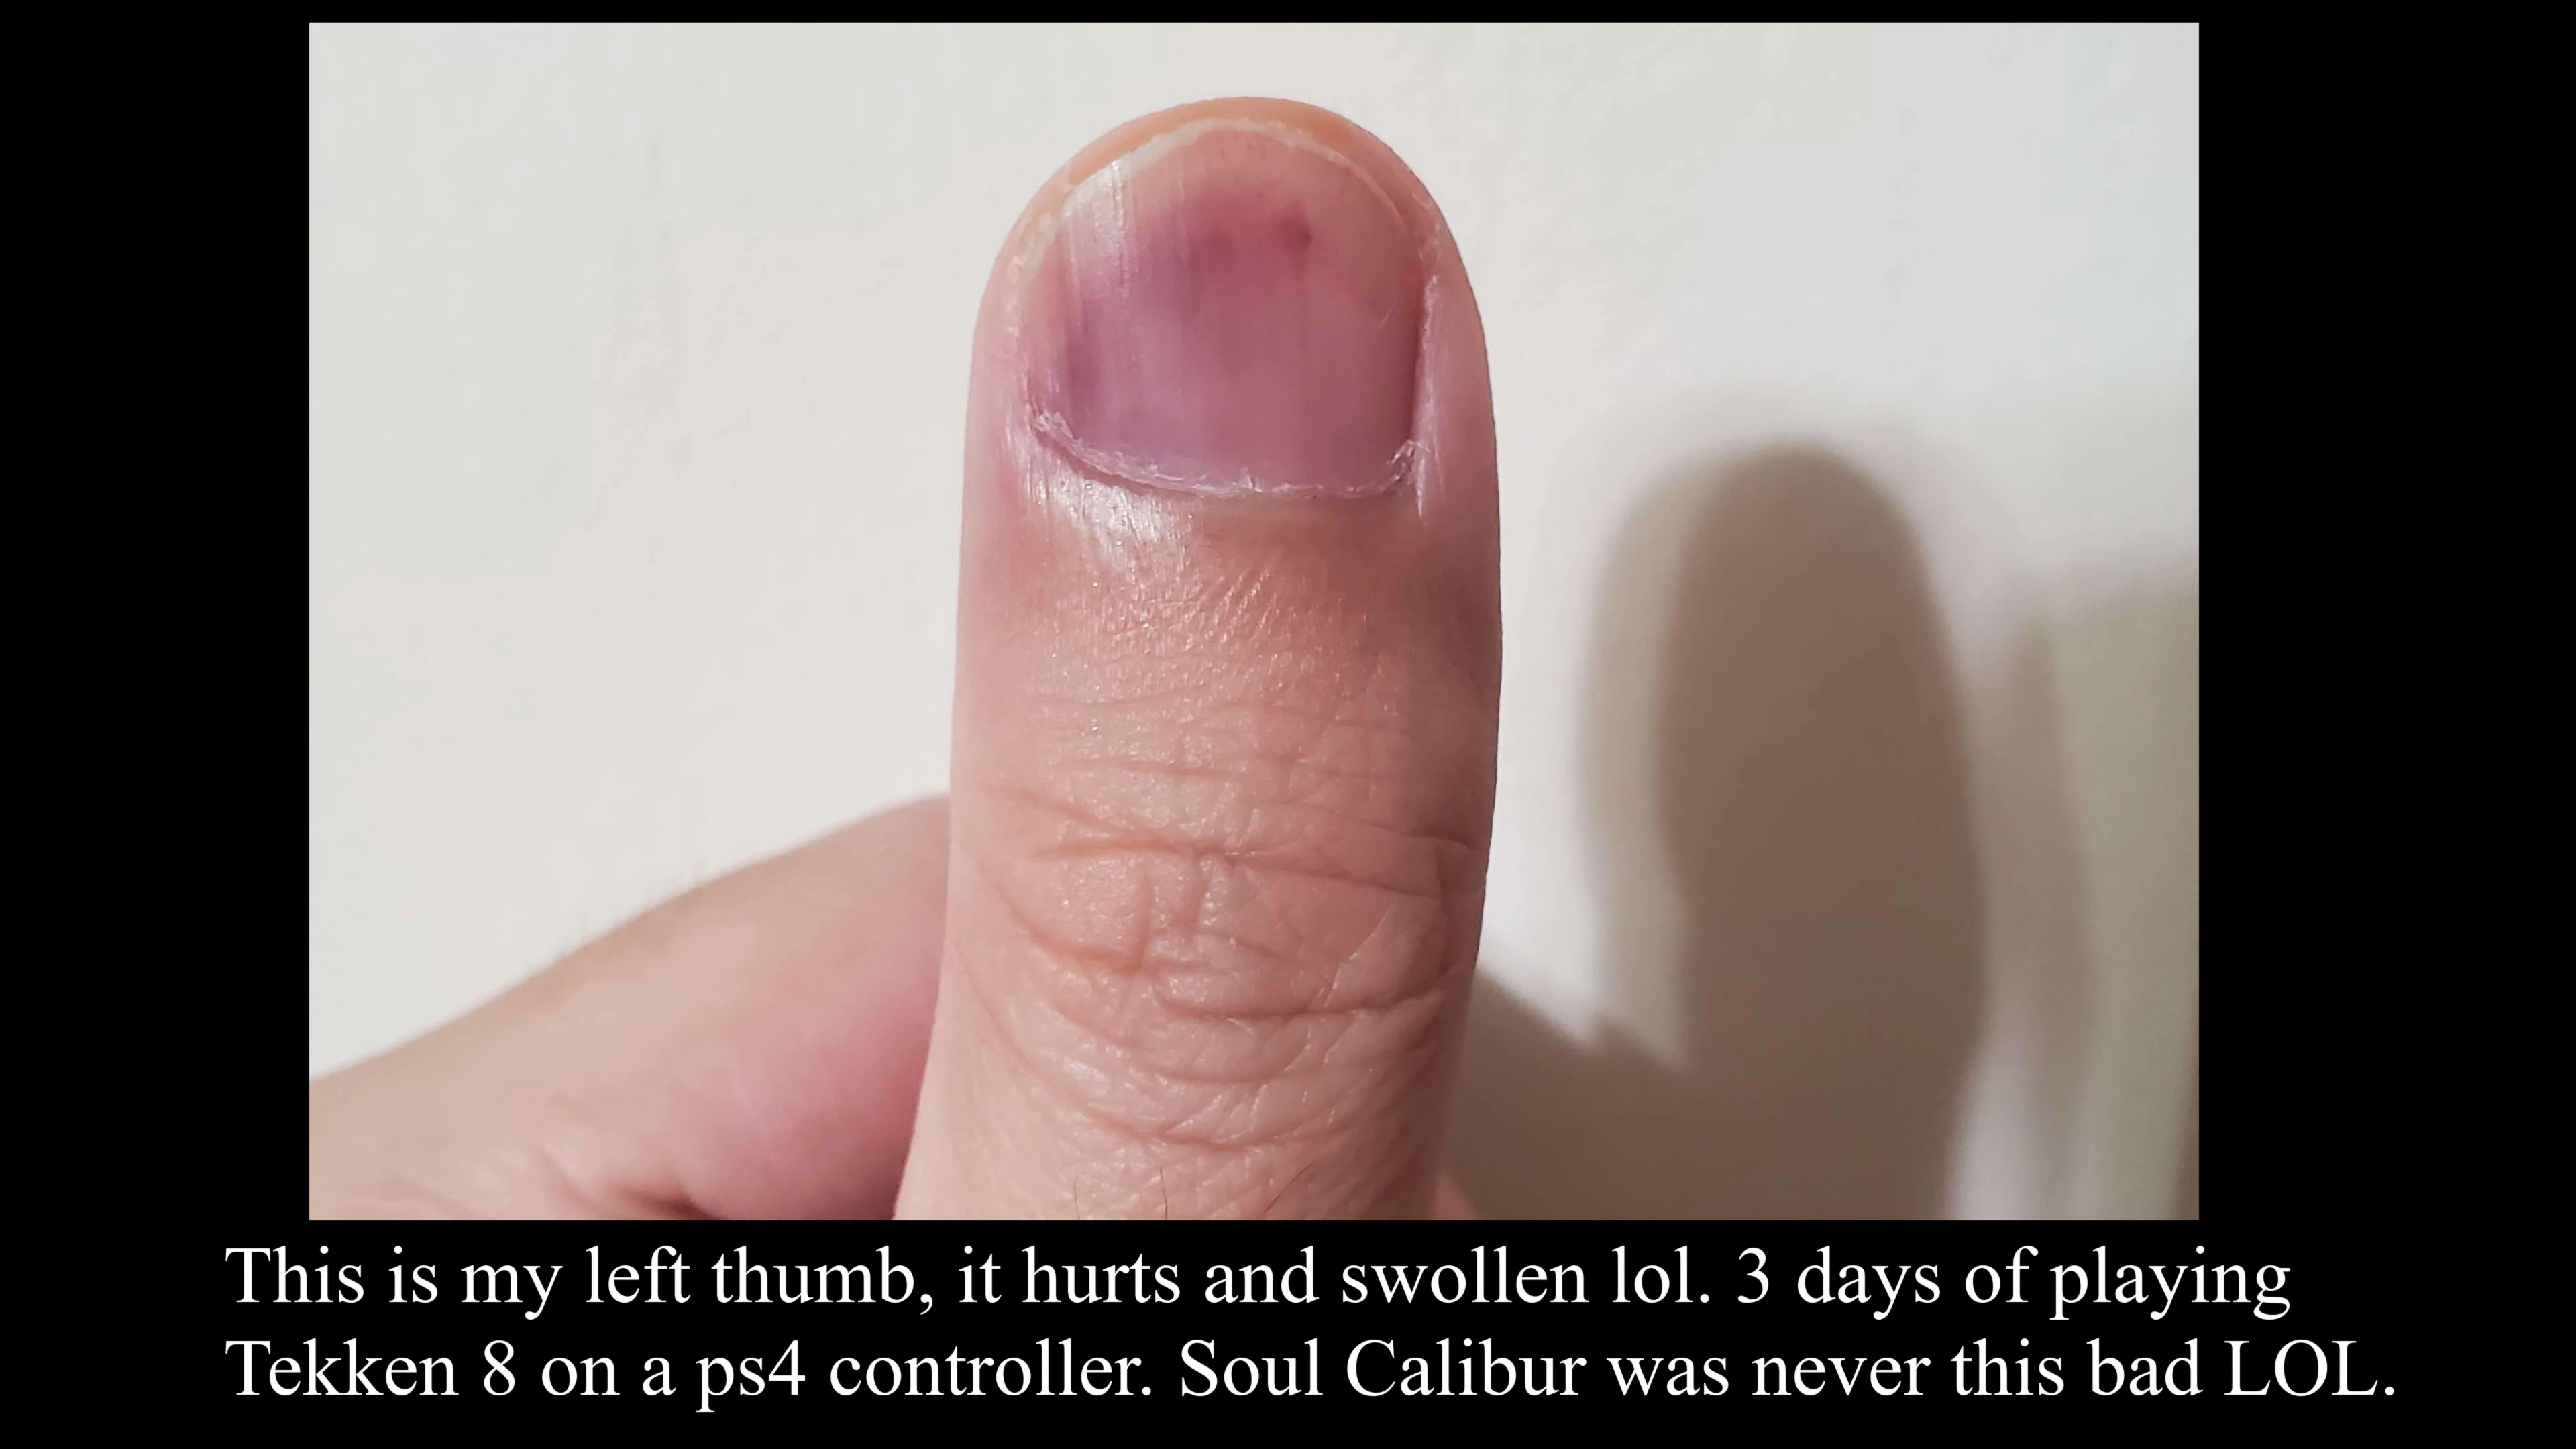 This is my left thumb, it hurts and swollen lol. 3 days of playing
Tekken 8 on a ps4 controller. Soul Calibur was never this bad LOL.